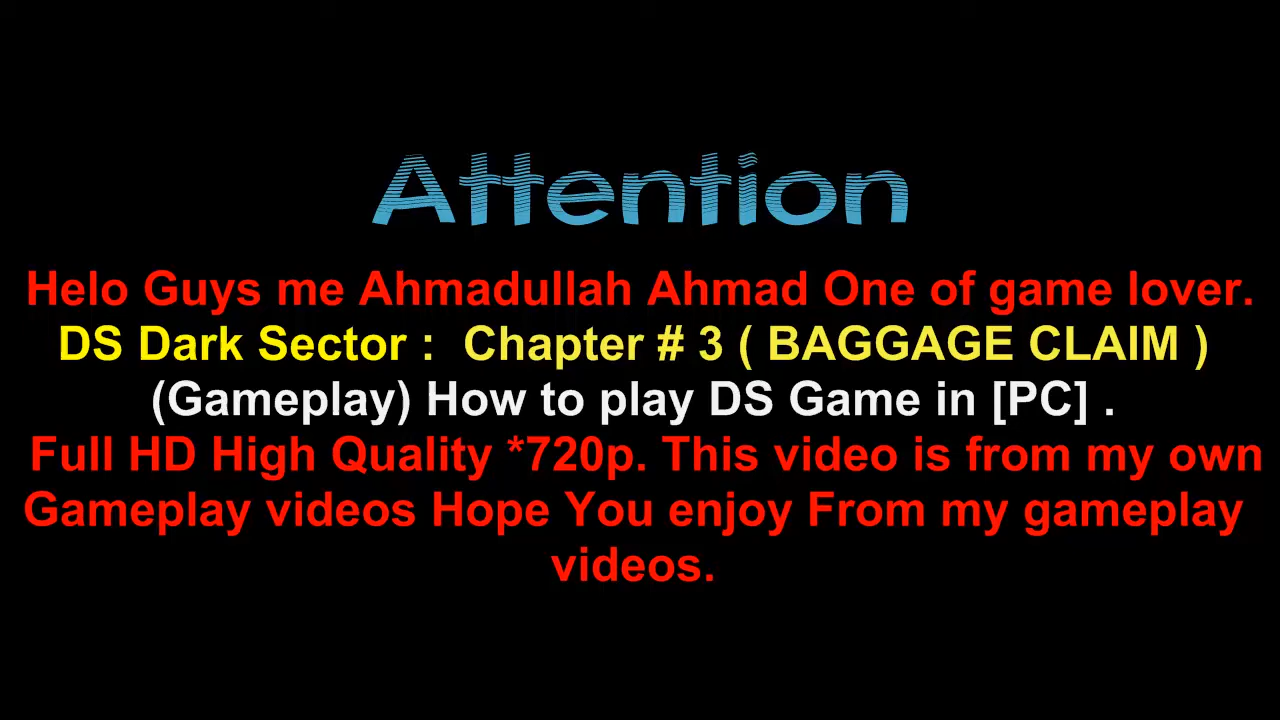 Attention
Helo Guys me Ahmadullah Ahmad One of game lover.
DS Dark Sector : Chapter # 3 ( BAGGAGE CLAIM )
(Gameplay) How to play DS Game in [PC] .
Full HD High Quality *720p. This video is from my own
Gameplay videos Hope You enjoy From my gameplay
videos.